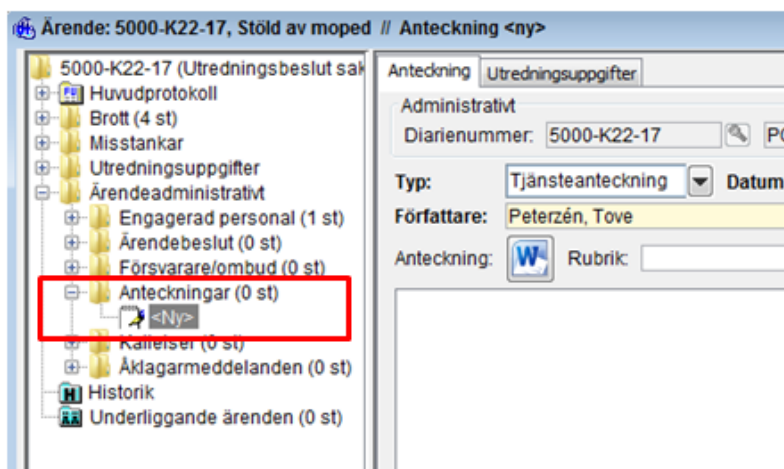 Ärende: 5000-K22-17, Stöld av moped // Anteckning <ny>
5000-K22-17 (Utredningsbeslut sak
Huvudprotokoll
Brott (4 st)
Misstankar
Utredningsuppgifter
Ärendeadministrativt
Engagerad personal (1 st)
Ärendebeslut (0 st)
Försvarare/ombud (0 st)
Anteckningar (0 st)
<Ny>
Kallelser (0 st)
Åklagarmeddelanden (0 st)
Historik
Underliggande ärenden (0 st)
Anteckning Utredningsuppgifter
Administrativt
Diarienummer: 5000-K22-17 PO
Typ: Tjänsteanteckning Datum
Författare: Peterzén, Tove
Anteckning: W Rubrik: